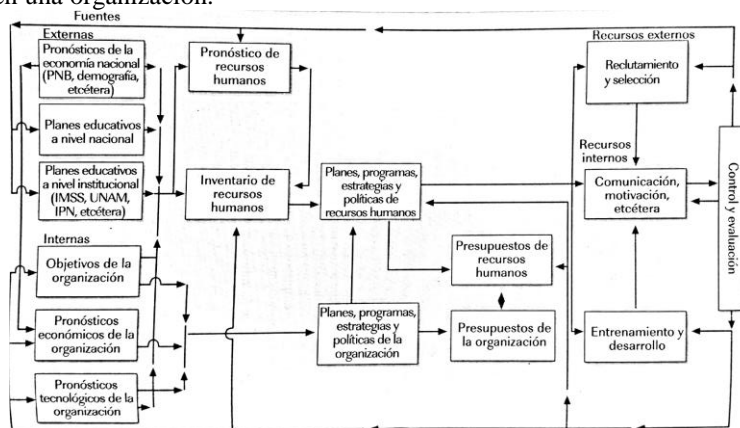 en una organización.
Fuentes
Externas
Pronósticos de la
economía nacional
(PNB, demografía,
etcétera)
Planes educativos
a nivel nacional
Planes educativos
a nivel institucional
(IMSS, UNAM,
IPN, etcétera)
Internas
Objetivos de la
organización
Pronósticos
económicos de la
organización
Pronósticos
tecnológicos de la
organización
Pronóstico de
recursos
humanos
Inventario de
recursos
humanos
Planes, programas,
estrategias y
políticas de
recursos humanos
Presupuestos de
recursos
humanos
Planes, programas,
estrategias y
políticas de la
organización
Presupuestos de
la organización
Recursos externos
Reclutamiento
y selección
Recursos
internos
Comunicación,
motivación,
etcétera
Entrenamiento y
desarrollo
Control y evaluación